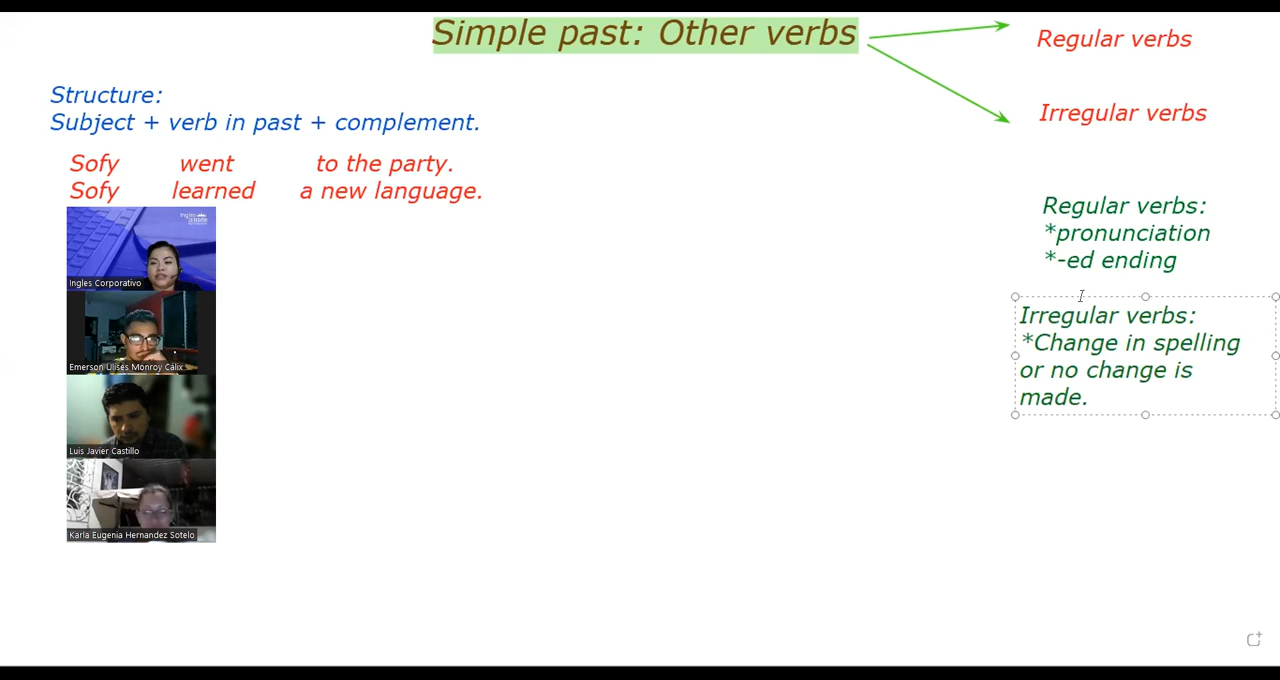 Simple past: Other verbs
Regular verbs
Irregular verbs
Structure:
Subject + verb in past + complement.
Sofy went to the party.
Sofy learned a new language.
Ingles Corporativo
Emerson Ulises Monroy Cálix
Luis Javier Castillo
Karla Eugenia Hernandez Sotelo
Regular verbs:
*pronunciation
*-ed ending
Irregular verbs:
*Change in spelling
or no change is
made.